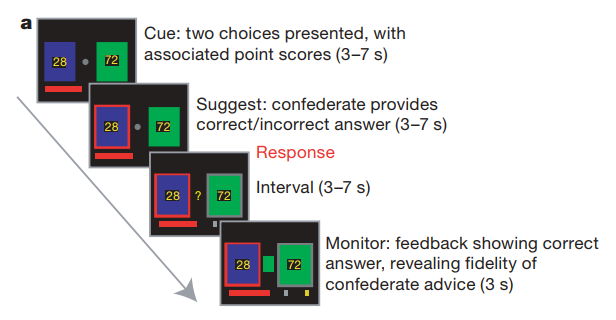 a
Cue: two choices presented, with
associated point scores (3–7 s)
28 72
Suggest: confederate provides
correct/incorrect answer (3–7 s)
28 72
Response
Interval (3–7 s)
28 ? 72
Monitor: feedback showing correct
answer, revealing fidelity of
confederate advice (3 s)
28 72